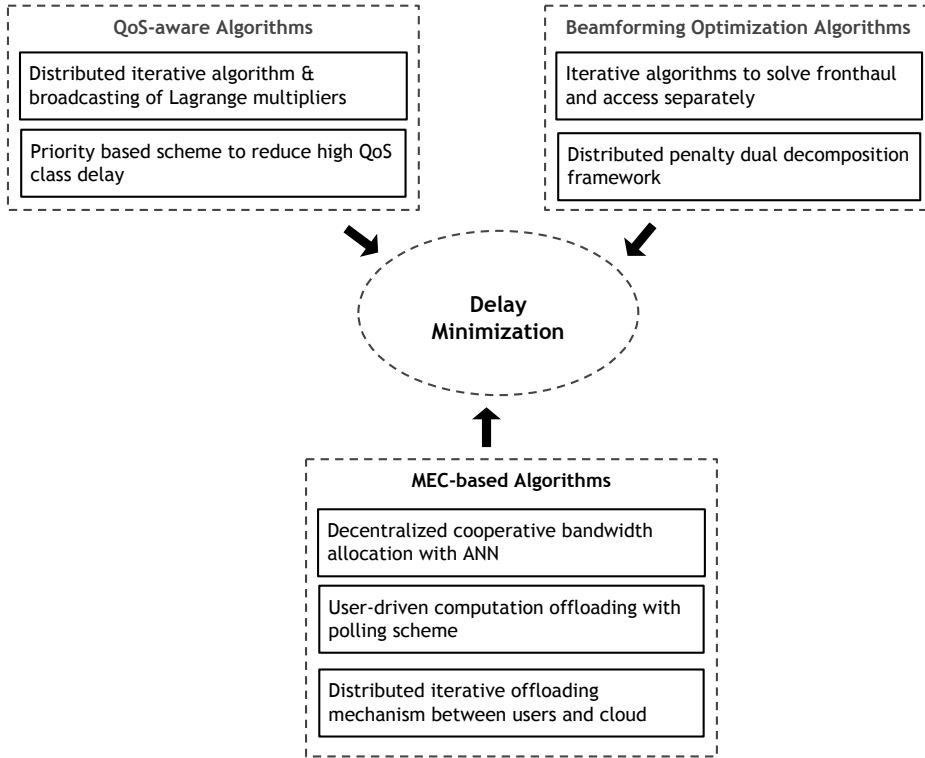 QoS-aware Algorithms
Distributed iterative algorithm &
broadcasting of Lagrange multipliers
Priority based scheme to reduce high QoS
class delay
Beamforming Optimization Algorithms
Iterative algorithms to solve fronthaul
and access separately
Distributed penalty dual decomposition
framework
Delay
Minimization
MEC-based Algorithms
Decentralized cooperative bandwidth
allocation with ANN
User-driven computation offloading with
polling scheme
Distributed iterative offloading
mechanism between users and cloud